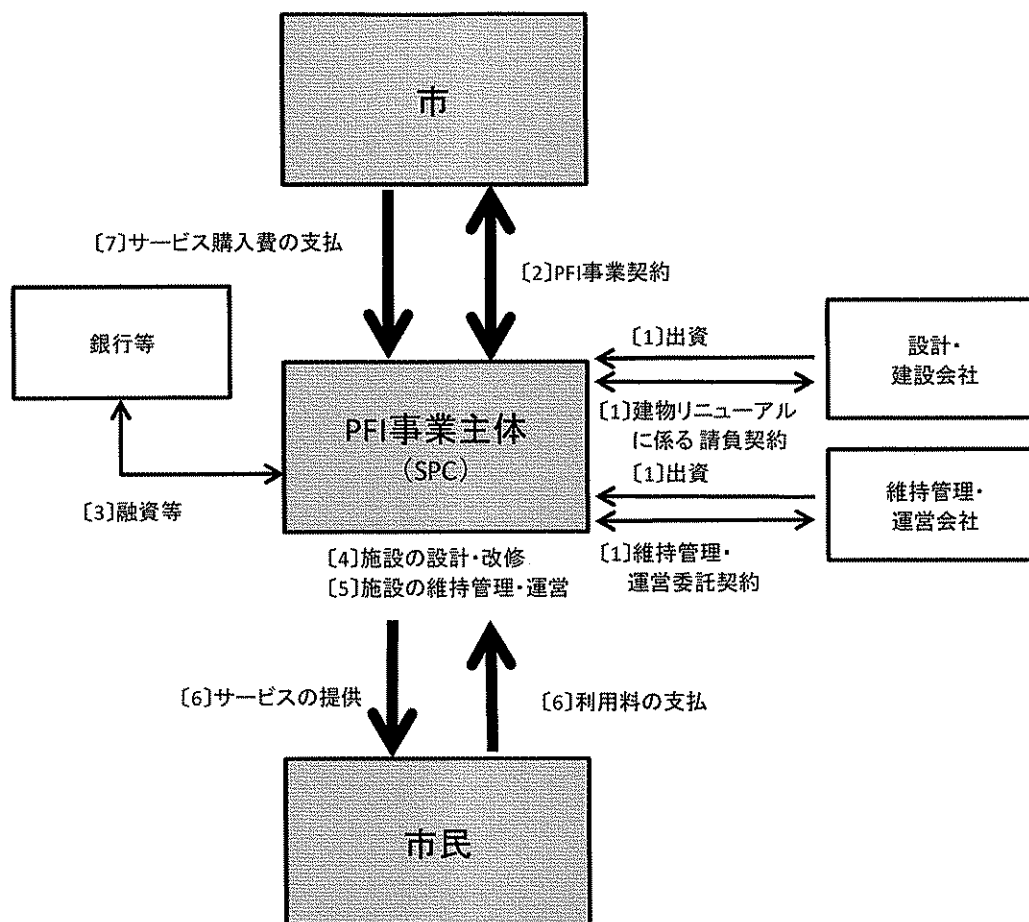 市
〔7〕サービス購入費の支払
〔2〕PFI事業契約
銀行等
〔1〕出資
設計・
建設会社
PFI事業主体
（SPC）
〔1〕建物リニューアル
に係る 請負契約
〔1〕出資
維持管理・
運営会社
〔3〕融資等
〔4〕施設の設計・改修
〔5〕施設の維持管理・運営
〔1〕維持管理・
運営委託契約
〔6〕サービスの提供
〔6〕利用料の支払
市民